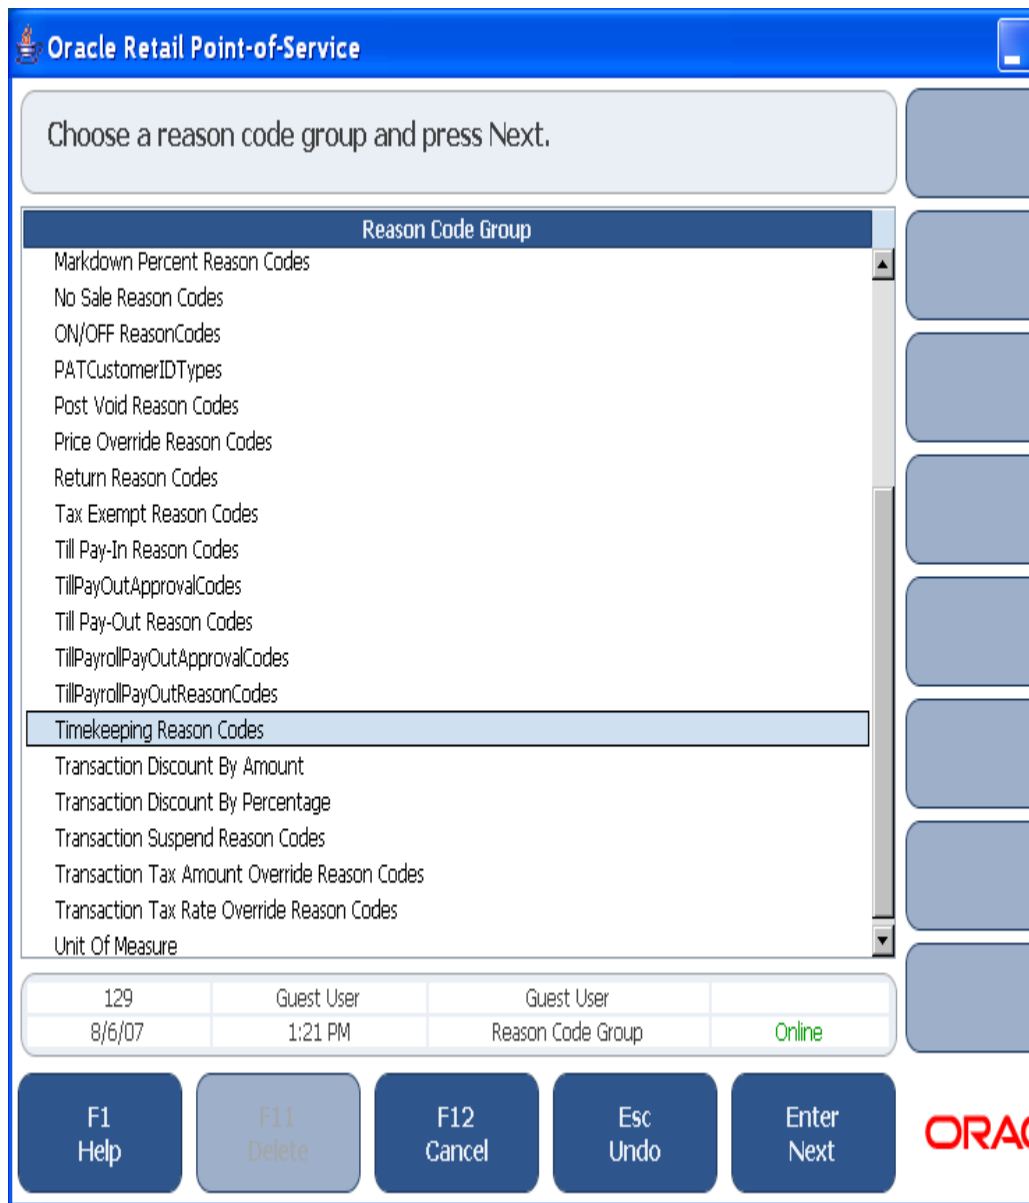 Oracle Retail Point-of-Service
Choose a reason code group and press Next.
Reason Code Group
Markdown Percent Reason Codes
No Sale Reason Codes
ON/OFF ReasonCodes
PATCustomerIDTypes
Post Void Reason Codes
Price Override Reason Codes
Return Reason Codes
Tax Exempt Reason Codes
Till Pay-In Reason Codes
TillPayOutApprovalCodes
Till Pay-Out Reason Codes
TillPayrollPayOutApprovalCodes
TillPayrollPayOutReasonCodes
Timekeeping Reason Codes
Transaction Discount By Amount
Transaction Discount By Percentage
Transaction Suspend Reason Codes
Transaction Tax Amount Override Reason Codes
Transaction Tax Rate Override Reason Codes
Unit Of Measure
129 Guest User Guest User
8/6/07 1:21 PM Reason Code Group Online
F1 F11 F12 Esc Enter
Help Delete Cancel Undo Next
ORAC